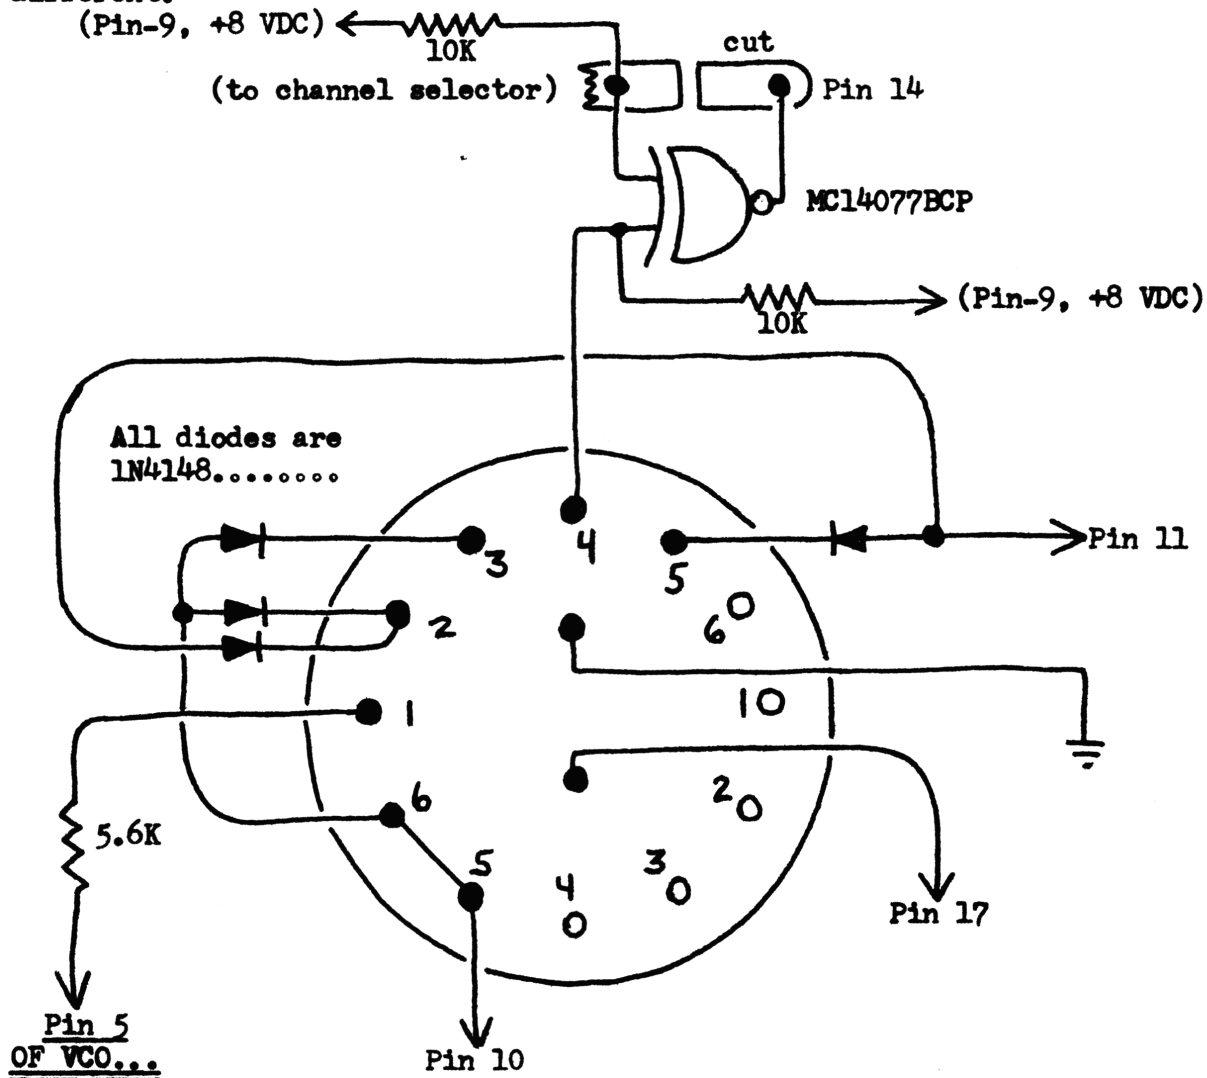 (Pin-9, +8 VDC)
10K
cut
(to channel selector)
Pin 14
MC14077BCP
(Pin-9, +8 VDC)
10K
All diodes are
1N4148........
3
4
5
Pin 11
2
6
1
1
6
2
5.6K
5
3
4
Pin 17
Pin 5
OF VCO...
Pin 10